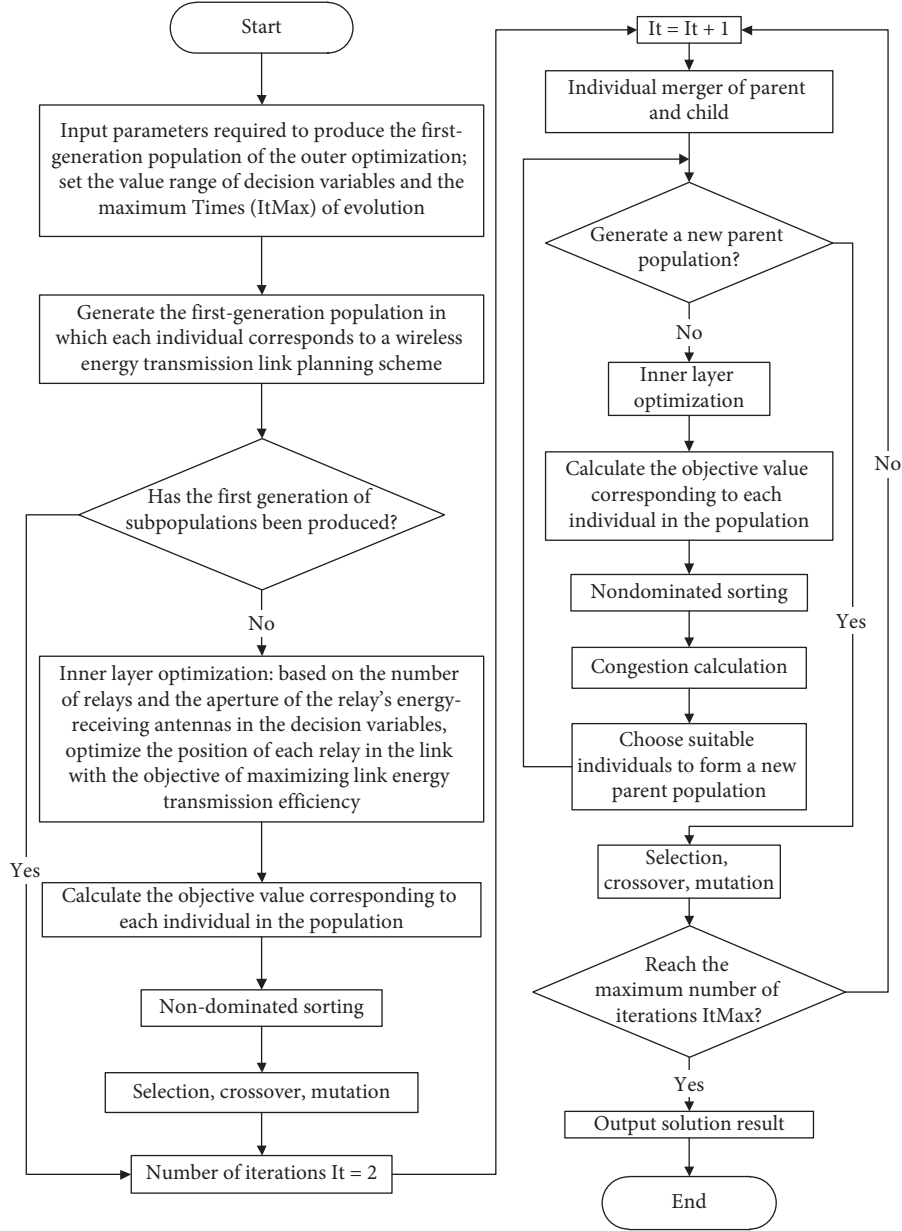 Start
Input parameters required to produce the first-
generation population of the outer optimization;
set the value range of decision variables and the
maximum Times (ItMax) of evolution
Generate the first-generation population in
which each individual corresponds to a wireless
energy transmission link planning scheme
Has the first generation of
subpopulations been produced?
No
Yes
Inner layer optimization: based on the number
of relays and the aperture of the relay's energy-
receiving antennas in the decision variables,
optimize the position of each relay in the link
with the objective of maximizing link energy
transmission efficiency
Calculate the objective value corresponding to
each individual in the population
Non-dominated sorting
Selection, crossover, mutation
Number of iterations It = 2
It = It + 1
Individual merger of parent
and child
Generate a new parent
population?
No
Yes
Inner layer
optimization
Calculate the objective value
corresponding to each
individual in the population
Nondominated sorting
Congestion calculation
Choose suitable
individuals to form a new
parent population
Selection,
crossover, mutation
Reach the
maximum number of
iterations ItMax?
No
Yes
Output solution result
End